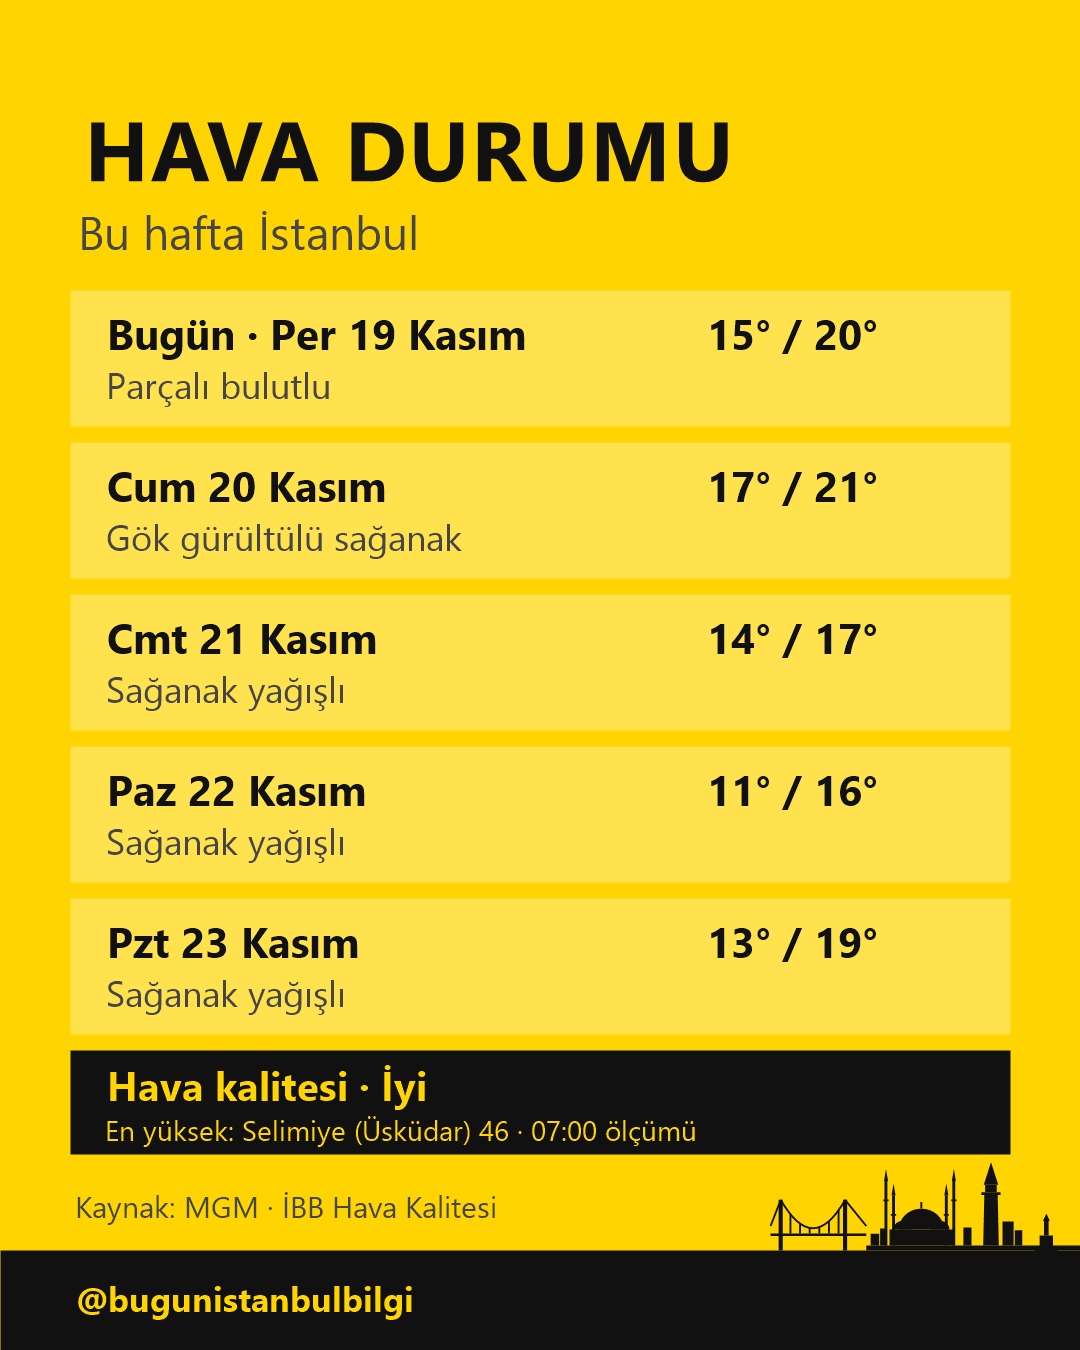 HAVA DURUMU
Bu hafta İstanbul
Bugün · Per 19 Kasım 15° / 20°
Parçalı bulutlu
Cum 20 Kasım 17° / 21°
Gök gürültülü sağanak
Cmt 21 Kasım 14° / 17°
Sağanak yağışlı
Paz 22 Kasım 11° / 16°
Sağanak yağışlı
Pzt 23 Kasım 13° / 19°
Sağanak yağışlı
Hava kalitesi · İyi
En yüksek: Selimiye (Üsküdar) 46 · 07:00 ölçümü
Kaynak: MGM · İBB Hava Kalitesi
@bugunistanbulbilgi